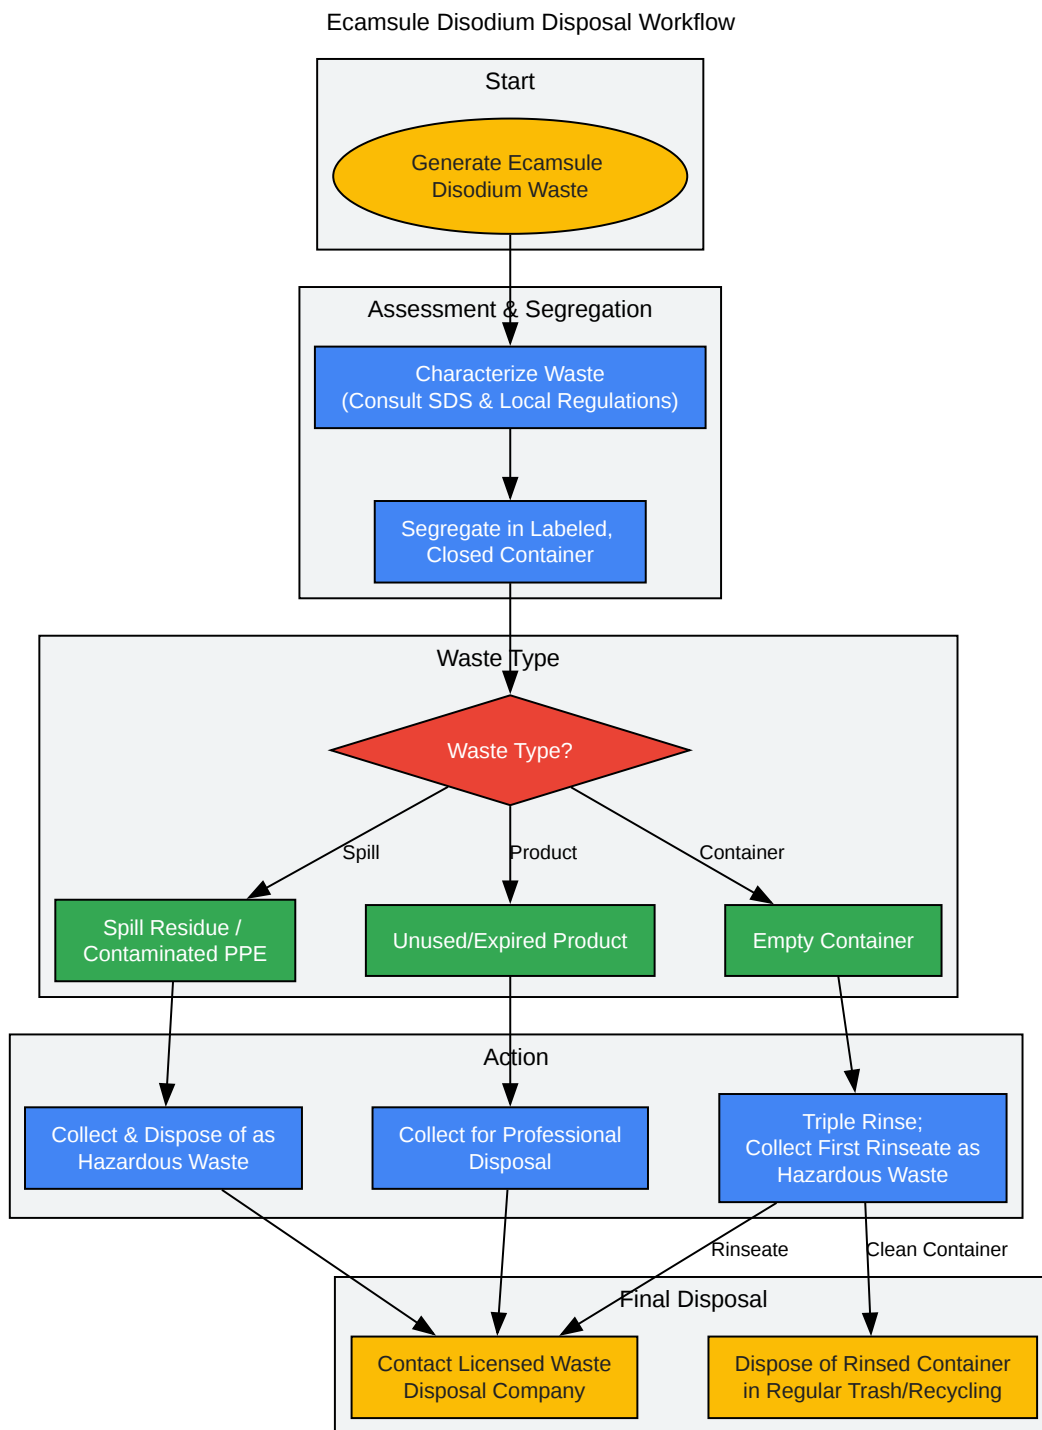 Ecamsule Disodium Disposal Workflow
Start
Generate Ecamsule
Disodium Waste
Assessment & Segregation
Characterize Waste
(Consult SDS & Local Regulations)
Segregate in Labeled,
Closed Container
Waste Type
Waste Type?
Spill
Product
Container
Spill Residue /
Contaminated PPE
Unused/Expired Product
Empty Container
Action
Collect & Dispose of as
Hazardous Waste
Collect for Professional
Disposal
Triple Rinse;
Collect First Rinseate as
Hazardous Waste
Rinseate
Clean Container
Final Disposal
Contact Licensed Waste
Disposal Company
Dispose of Rinsed Container
in Regular Trash/Recycling